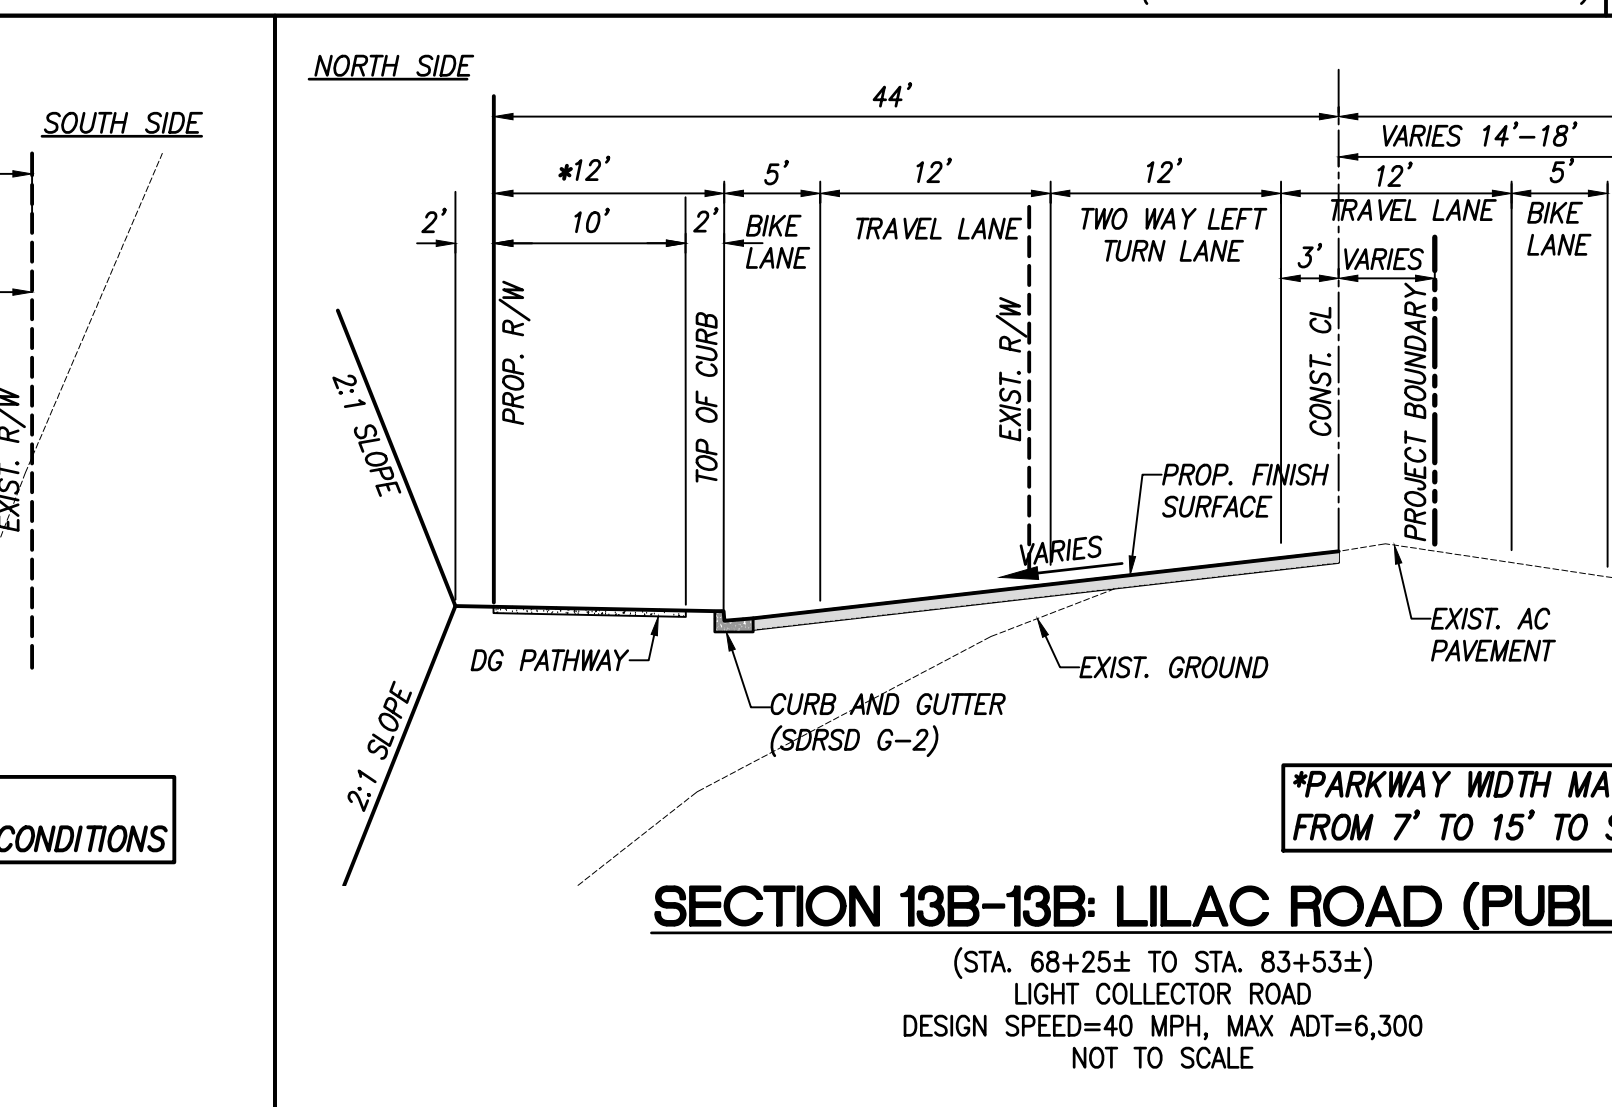 SOUTH SIDE
EXIST. R/W
CONDITIONS
NORTH SIDE
44'
VARIES 14'-18'
*12'
5'
12'
12'
12'
5'
2'
10'
2'
BIKE
LANE
TRAVEL LANE
TWO WAY LEFT
TURN LANE
TRAVEL LANE
BIKE
LANE
3'
VARIES
PROP. R/W
TOP OF CURB
EXIST. R/W
CONST. CL
PROJECT BOUNDARY
2:1 SLOPE
PROP. FINISH
SURFACE
VARIES
DG PATHWAY
CURB AND GUTTER
(SDRSD G-2)
EXIST. GROUND
EXIST. AC
PAVEMENT
2:1 SLOPE
*PARKWAY WIDTH MA
FROM 7' TO 15' TO S
SECTION 13B-13B: LILAC ROAD (PUBL
(STA. 68+25± TO STA. 83+53±)
LIGHT COLLECTOR ROAD
DESIGN SPEED=40 MPH, MAX ADT=6,300
NOT TO SCALE